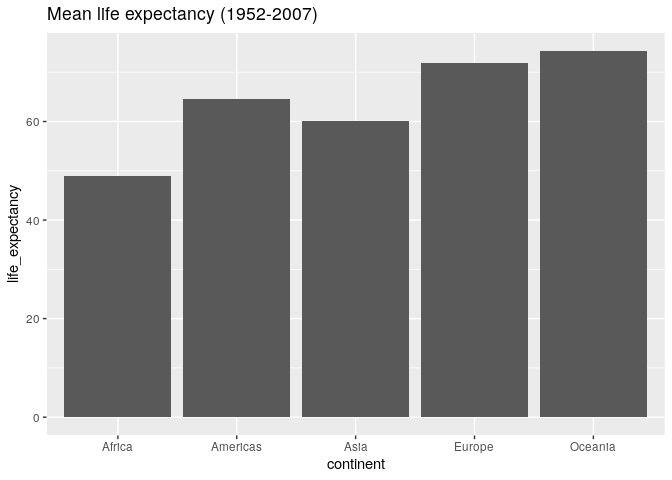 Mean life expectancy (1952-2007)
life_expectancy
60
40
20
0
Africa Americas Asia Europe Oceania
continent